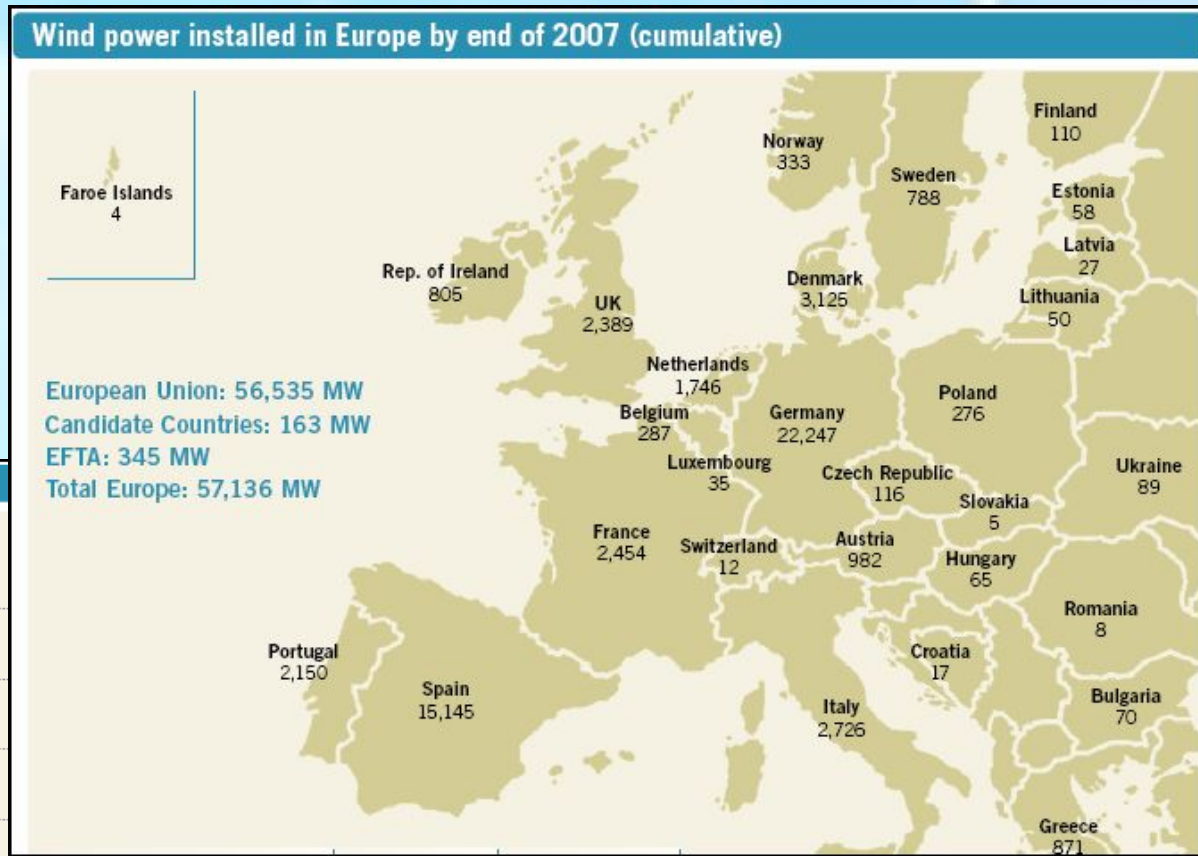 Wind power installed in Europe by end of 2007 (cumulative)
Faroe Islands
4
Finland
110
Norway
333
Sweden
788
Estonia
58
Latvia
27
Lithuania
50
Rep. of Ireland
805
UK
2,389
Denmark
3,125
Netherlands
1,746
Belgium
287
Luxembourg
35
Germany
22,247
Poland
276
European Union: 56,535 MW
Candidate Countries: 163 MW
EFTA: 345 MW
Total Europe: 57,136 MW
Czech Republic
116
Slovakia
5
Ukraine
89
France
2,454
Switzerland
12
Austria
982
Hungary
65
Romania
8
Portugal
2,150
Spain
15,145
Italy
2,726
Croatia
17
Bulgaria
70
Greece
871